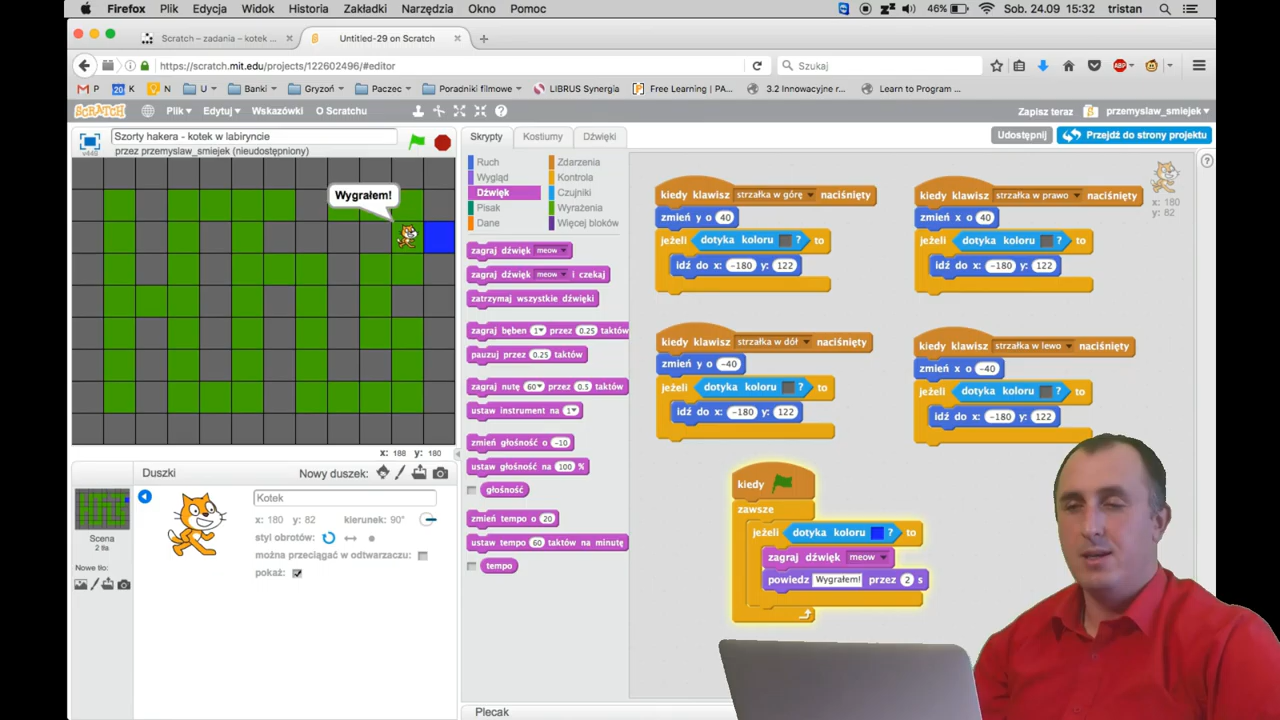 Firefox Plik Edycja Widok Historia Zakładki Narzędzia Okno Pomoc 46% Sob. 24.09 15:32 tristan
Scratch – zadania – kotek ... × Untitled-29 on Scratch × +
https://scratch.mit.edu/projects/122602496/#editor Szukaj
P 20 K N U Banki Gryzoń Paczec Poradniki filmowe LIBRUS Synergia Free Learning | PA... 3.2 Innowacyjne r... Learn to Program ...
SCRATCH Plik Edytuj Wskazówki O Scratchu Zapisz teraz przemyslaw_smiejek
Szorty hakera - kotek w labiryncie
przez przemyslaw_smiejek (nieudostępniony)
v446
Skrypty Kostiumy Dźwięki
Udostępnij Przejdź do strony projektu
Wygrałem!
x: 188 y: 180
Ruch Zdarzenia
Wygląd Kontrola
Dźwięk Czujniki
Pisak Wyrażenia
Dane Więcej bloków
zagraj dźwięk meow
zagraj dźwięk meow i czekaj
zatrzymaj wszystkie dźwięki
zagraj bęben 1 przez 0.25 taktów
pauzuj przez 0.25 taktów
zagraj nutę 60 przez 0.5 taktów
ustaw instrument na 1
zmień głośność o -10
ustaw głośność na 100 %
głośność
zmień tempo o 20
ustaw tempo 60 taktów na minutę
tempo
kiedy klawisz strzałka w górę naciśnięty
zmień y o 40
jeżeli dotyka koloru ? to
idź do x: -180 y: 122
kiedy klawisz strzałka w prawo naciśnięty
zmień x o 40
jeżeli dotyka koloru ? to
idź do x: -180 y: 122
x: 180
y: 82
kiedy klawisz strzałka w dół naciśnięty
zmień y o -40
jeżeli dotyka koloru ? to
idź do x: -180 y: 122
kiedy klawisz strzałka w lewo naciśnięty
zmień x o -40
jeżeli dotyka koloru ? to
idź do x: -180 y: 122
kiedy
zawsze
jeżeli dotyka koloru ? to
zagraj dźwięk meow
powiedz Wygrałem! przez 2 s
Duszki Nowy duszek:
Scena
2 tła
Nowe tło:
Kotek
x: 180 y: 82 kierunek: 90°
styl obrotów:
można przeciągać w odtwarzaczu:
pokaż:
Plecak